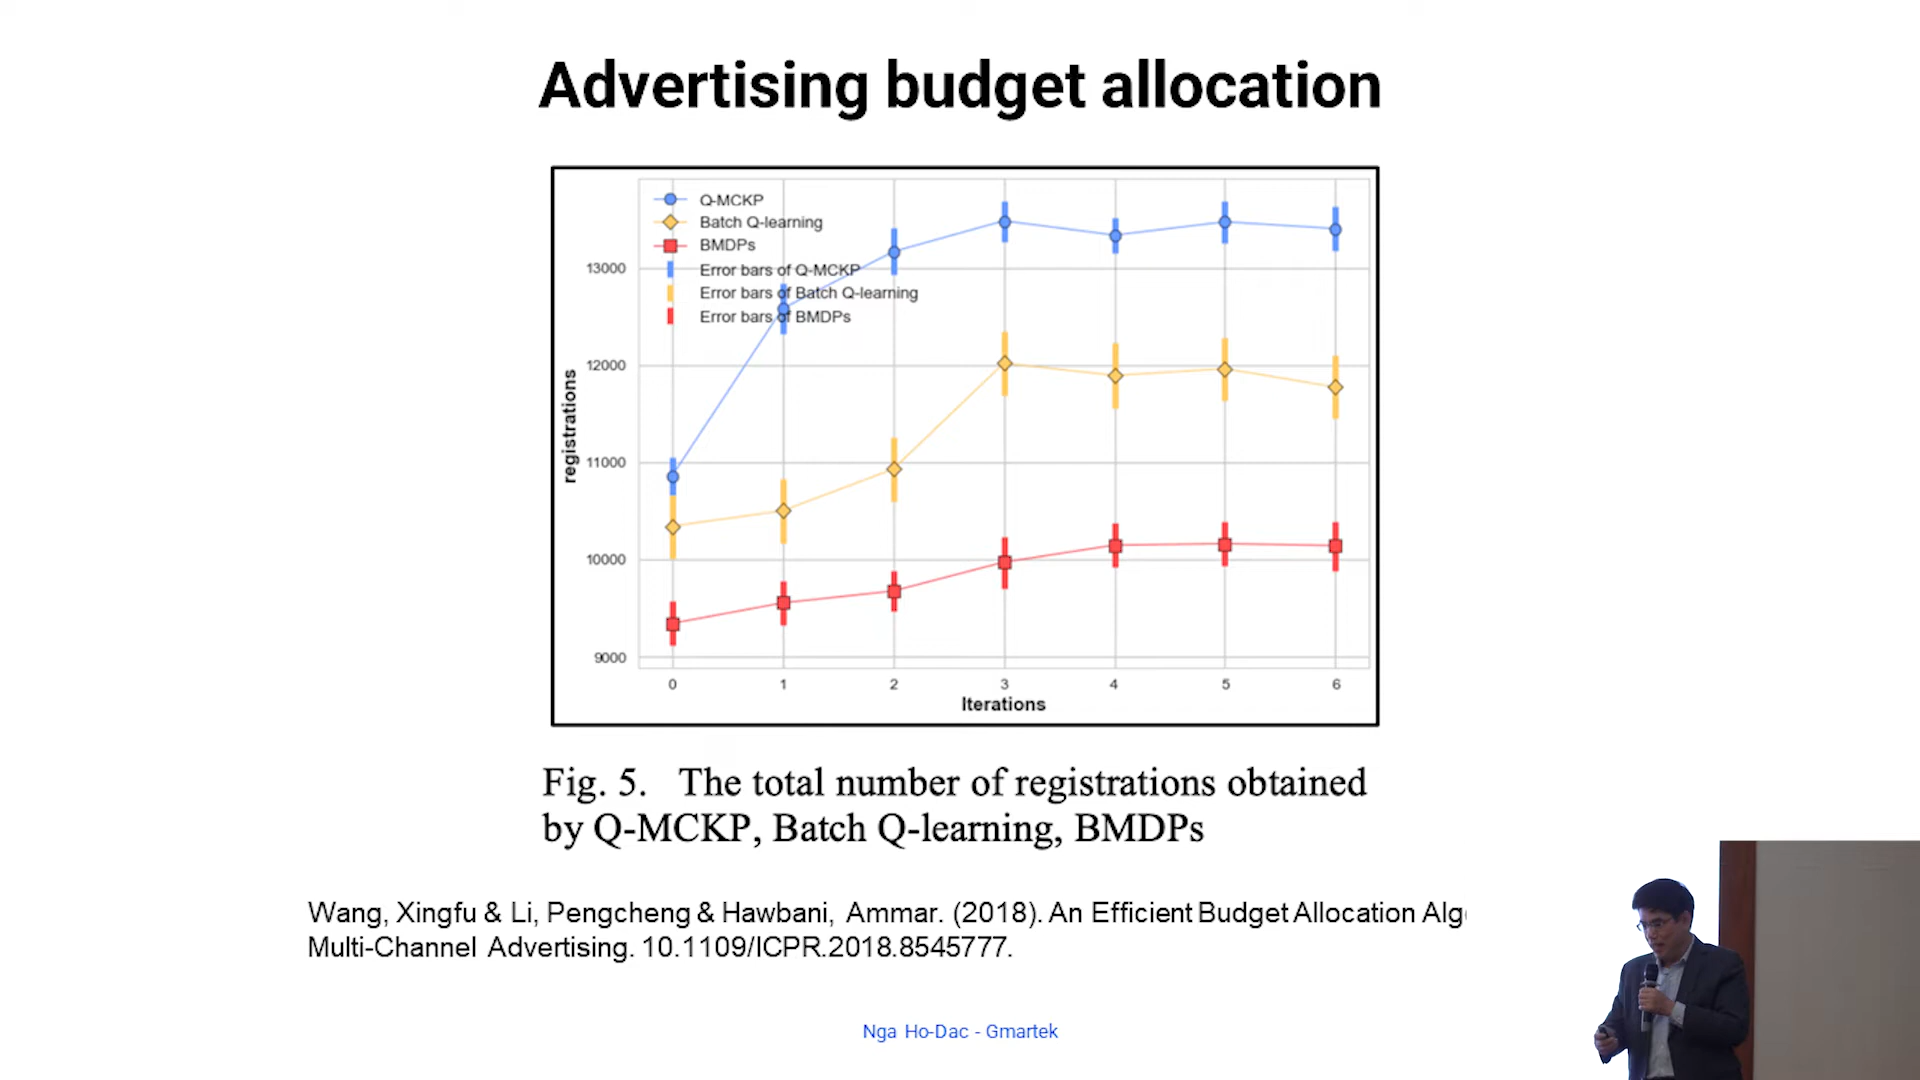 Advertising budget allocation
Q-MCKP
Batch Q-learning
BMDPs
Error bars of Q-MCKP
Error bars of Batch Q-learning
Error bars of BMDPs
registrations
13000
12000
11000
10000
9000
0 1 2 3 4 5 6
Iterations
Fig. 5. The total number of registrations obtained
by Q-MCKP, Batch Q-learning, BMDPs
Wang, Xingfu & Li, Pengcheng & Hawbani, Ammar. (2018). An Efficient Budget Allocation
Multi-Channel Advertising. 10.1109/ICPR.2018.8545777.
Nga Ho-Dac - Gmartek